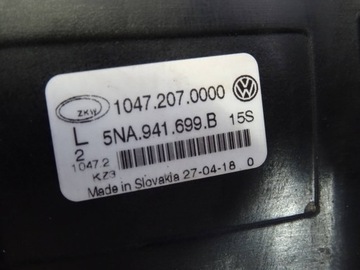 ZKW 1047.207.0000
L 5NA.941.699.B 15S
2
1047.2
KZ3
Made in Slovakia 27-04-18 0